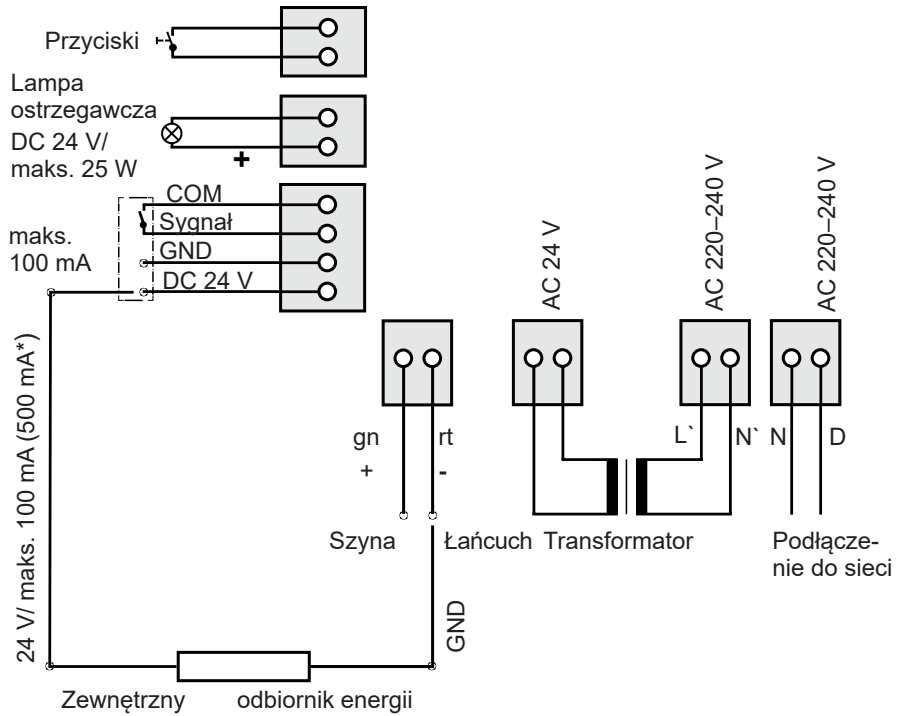 Przyciski
Lampa
ostrzegawcza
DC 24 V/
maks. 25 W
+
COM
Sygnał
GND
DC 24 V
maks.
100 mA
24 V/ maks. 100 mA (500 mA*)
AC 24 V
AC 220–240 V
AC 220–240 V
gn
+
rt
-
L`
N`
N
D
Szyna
Łańcuch
Transformator
Podłącze-
nie do sieci
GND
Zewnętrzny odbiornik energii